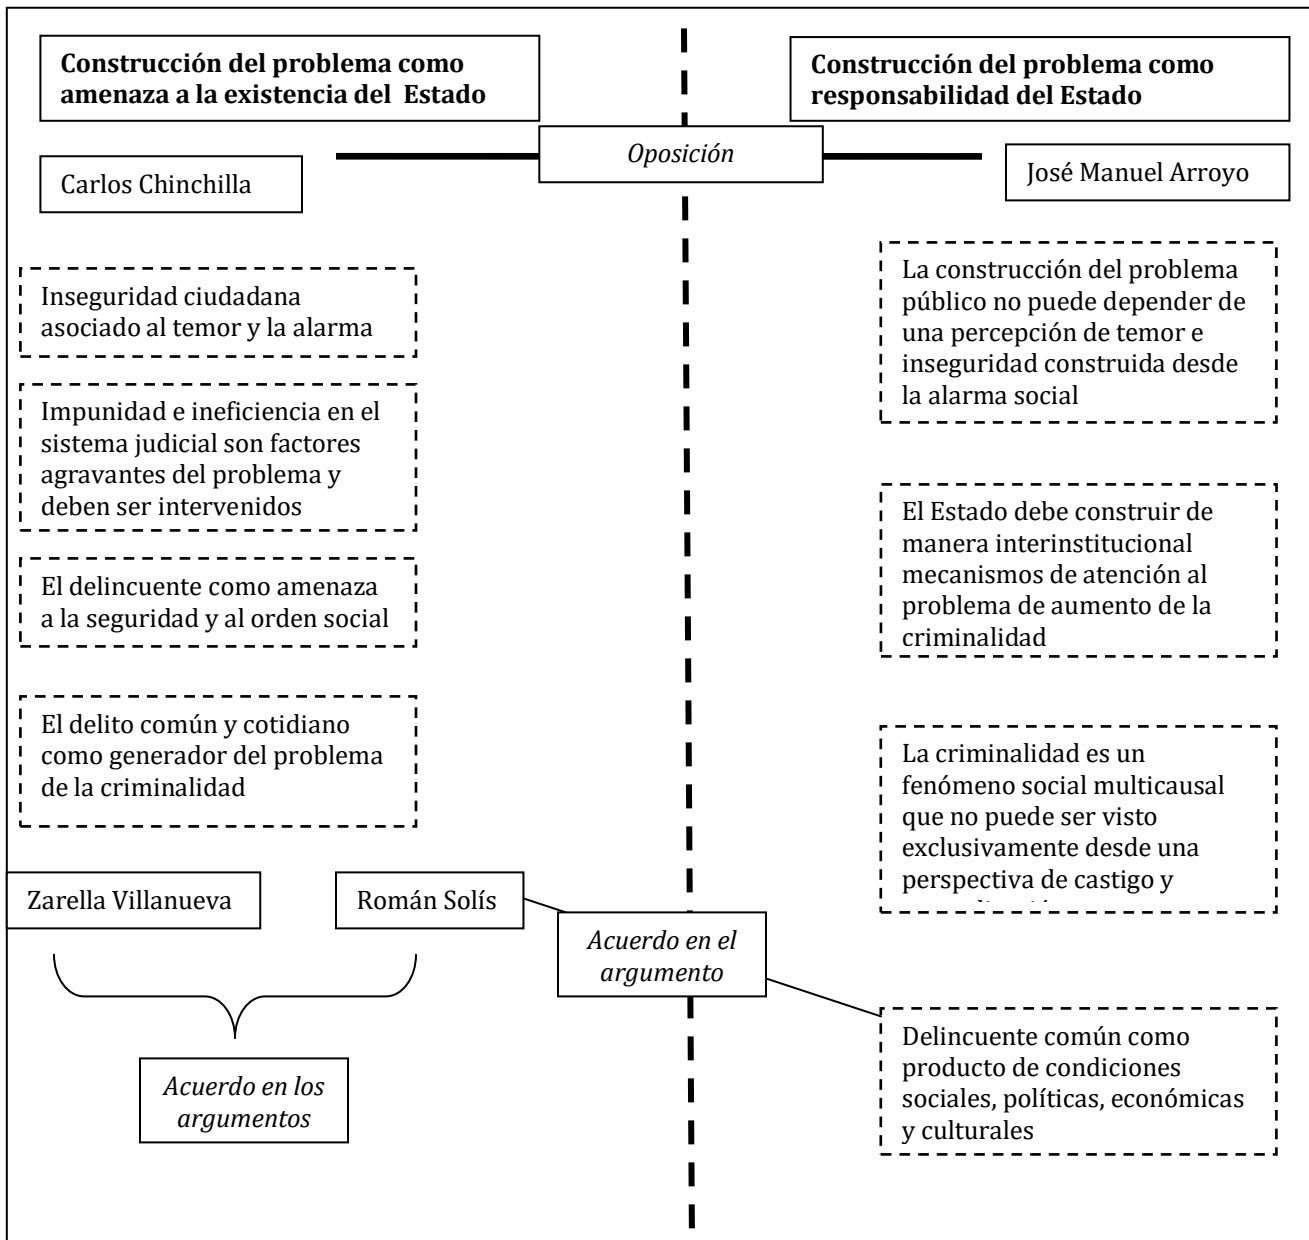 Construcción del problema como
amenaza a la existencia del Estado
Construcción del problema como
responsabilidad del Estado
Oposición
Carlos Chinchilla
José Manuel Arroyo
Inseguridad ciudadana
asociado al temor y la alarma
Impunidad e ineficiencia en el
sistema judicial son factores
agravantes del problema y
deben ser intervenidos
El delincuente como amenaza
a la seguridad y al orden social
El delito común y cotidiano
como generador del problema
de la criminalidad
La construcción del problema
público no puede depender de
una percepción de temor e
inseguridad construida desde
la alarma social
El Estado debe construir de
manera interinstitucional
mecanismos de atención al
problema de aumento de la
criminalidad
La criminalidad es un
fenómeno social multicausal
que no puede ser visto
exclusivamente desde una
perspectiva de castigo y
Zarella Villanueva
Román Solís
Acuerdo en el
argumento
Acuerdo en los
argumentos
Delincuente común como
producto de condiciones
sociales, políticas, económicas
y culturales